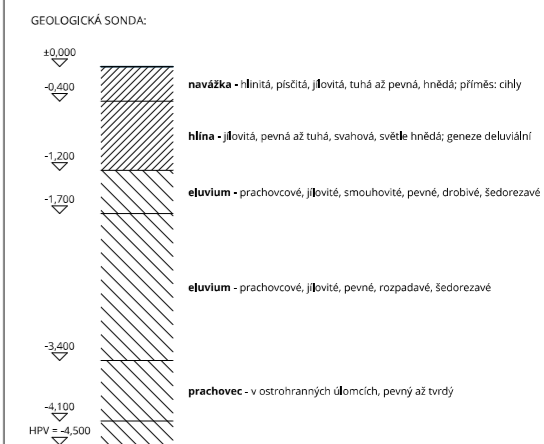 GEOLOGICKÁ SONDA:
±0,000
-0,400
navážka - hlinitá, písčitá, jílovitá, tuhá až pevná, hnědá; příměs: cihly
hlína - jílovitá, pevná až tuhá, svahová, světle hnědá; geneze deluviální
-1,200
eluvium - prachovcové, jílovité, smouhovité, pevné, drobivé, šedorezavé
-1,700
eluvium - prachovcové, jílovité, pevné, rozpadavé, šedorezavé
-3,400
prachovec - v ostrohranných úlomcích, pevný až tvrdý
-4,100
HPV = -4,500